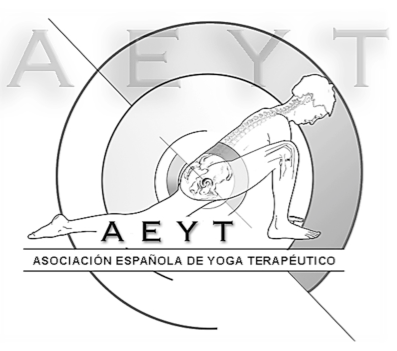 A E Y T
A E Y T
ASOCIACIÓN ESPAÑOLA DE YOGA TERAPÉUTICO